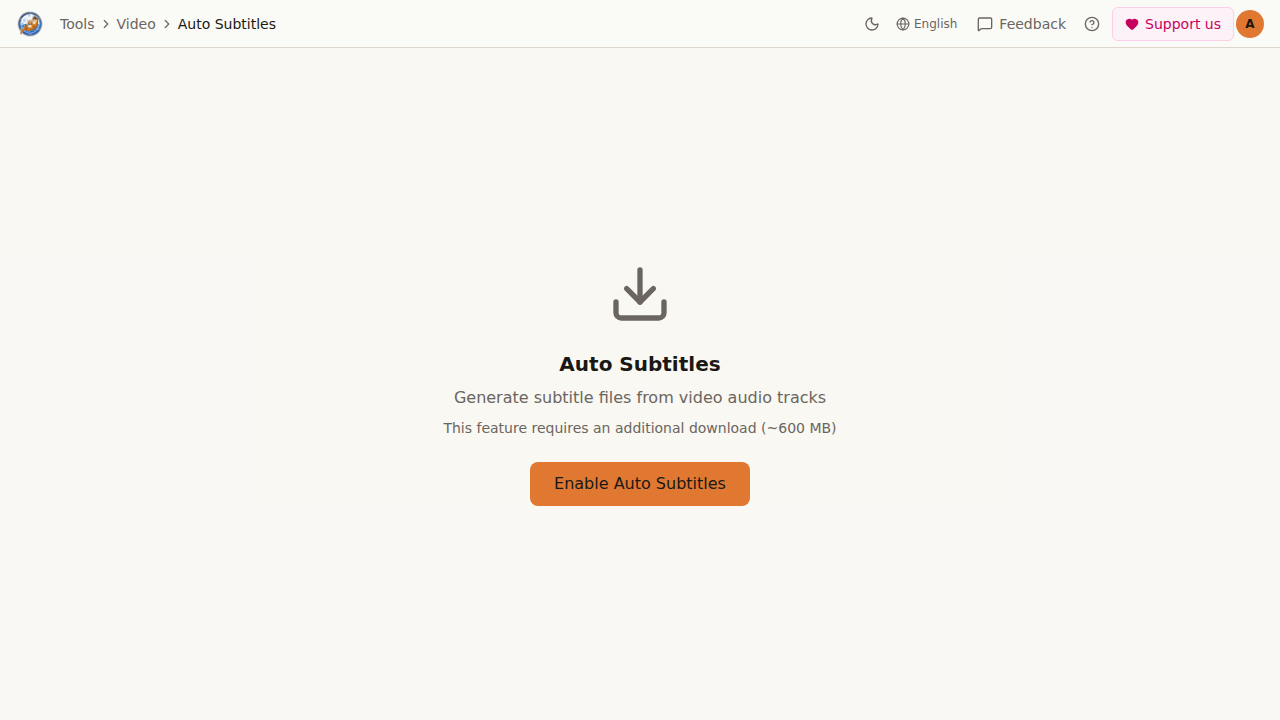 Tools Video Auto Subtitles English Feedback Support us A
Auto Subtitles
Generate subtitle files from video audio tracks
This feature requires an additional download (~600 MB)
Enable Auto Subtitles